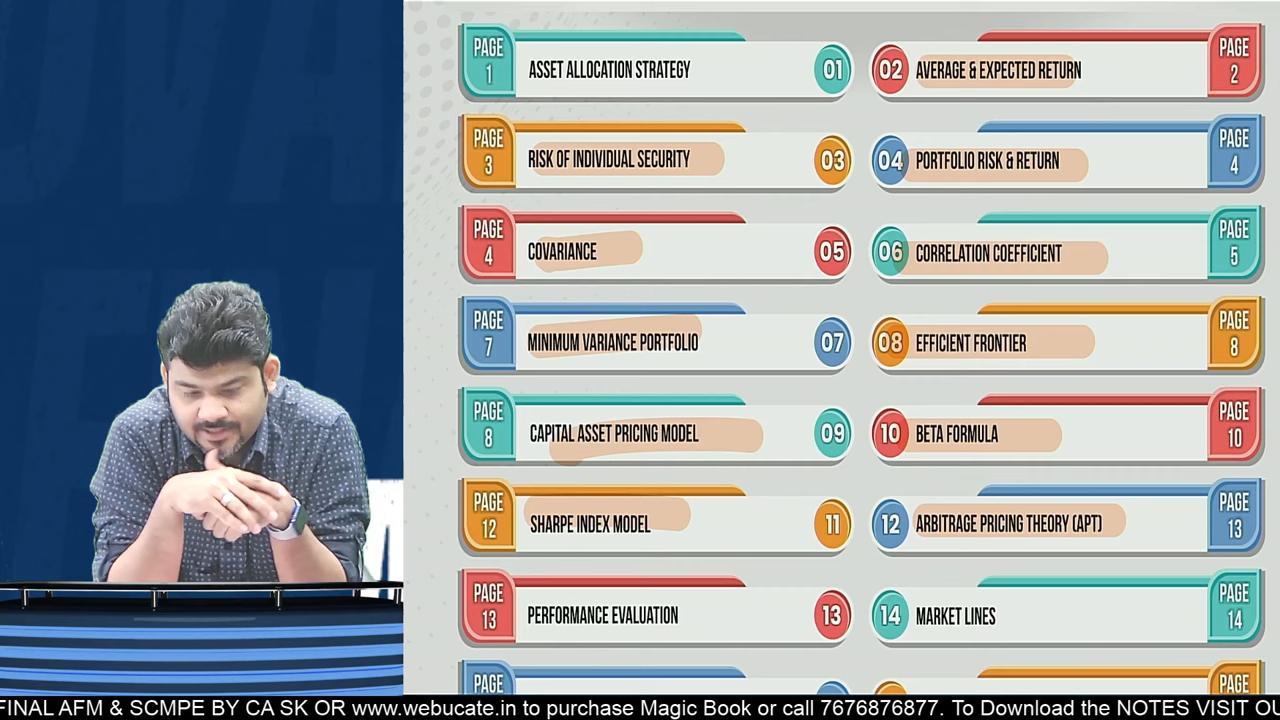 PAGE 1 ASSET ALLOCATION STRATEGY 01
02 AVERAGE & EXPECTED RETURN PAGE 2
PAGE 3 RISK OF INDIVIDUAL SECURITY 03
04 PORTFOLIO RISK & RETURN PAGE 4
PAGE 4 COVARIANCE 05
06 CORRELATION COEFFICIENT PAGE 5
PAGE 7 MINIMUM VARIANCE PORTFOLIO 07
08 EFFICIENT FRONTIER PAGE 8
PAGE 8 CAPITAL ASSET PRICING MODEL 09
10 BETA FORMULA PAGE 10
PAGE 12 SHARPE INDEX MODEL 11
12 ARBITRAGE PRICING THEORY (APT) PAGE 13
PAGE 13 PERFORMANCE EVALUATION 13
14 MARKET LINES PAGE 14
PAGE
PAGE
FINAL AFM & SCMPE BY CA SK OR www.webucate.in to purchase Magic Book or call 7676876877. To Download the NOTES VISIT OU